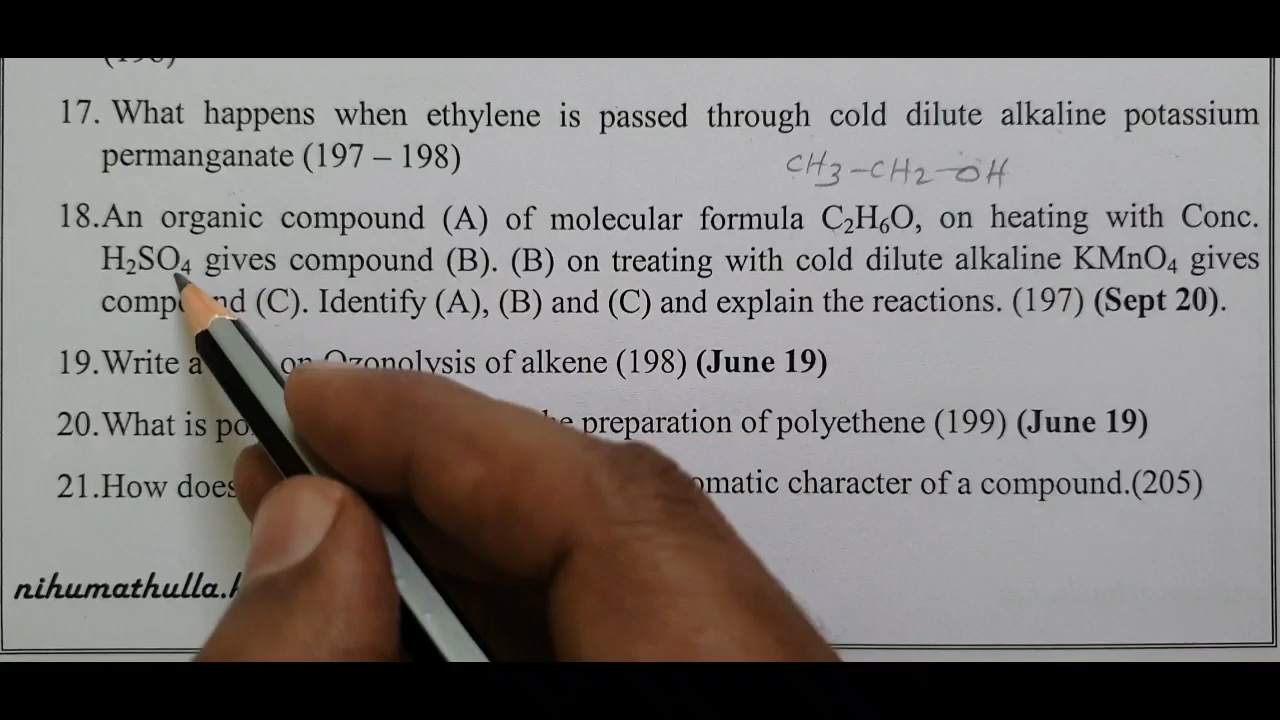 17. What happens when ethylene is passed through cold dilute alkaline potassium
permanganate (197 – 198)
CH3-CH2-OH
18.An organic compound (A) of molecular formula C₂H₆O, on heating with Conc.
H₂SO₄ gives compound (B). (B) on treating with cold dilute alkaline KMnO₄ gives
(C). Identify (A), (B) and (C) and explain the reactions. (197) (Sept 20).
19.Write a on Ozonolysis of alkene (198) (June 19)
20.What is preparation of polyethene (199) (June 19)
21.How does character of a compound.(205)
nihumathulla.